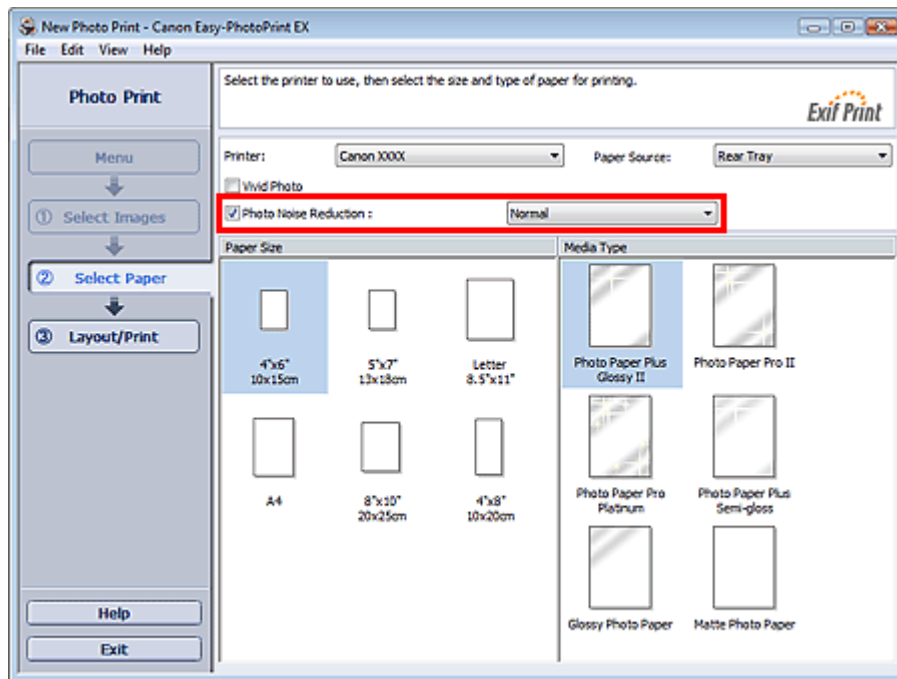 New Photo Print - Canon Easy-PhotoPrint EX
File Edit View Help
Photo Print
Menu
① Select Images
② Select Paper
③ Layout/Print
Help
Exit
Select the printer to use, then select the size and type of paper for printing.
Exif Print
Printer: Canon XXXX Paper Source: Rear Tray
Vivid Photo
Photo Noise Reduction : Normal
Paper Size
4"x6"
10x15cm
5"x7"
13x18cm
Letter
8.5"x11"
A4
8"x10"
20x25cm
4"x8"
10x20cm
Media Type
Photo Paper Plus
Glossy II
Photo Paper Pro II
Photo Paper Pro
Platinum
Photo Paper Plus
Semi-gloss
Glossy Photo Paper
Matte Photo Paper